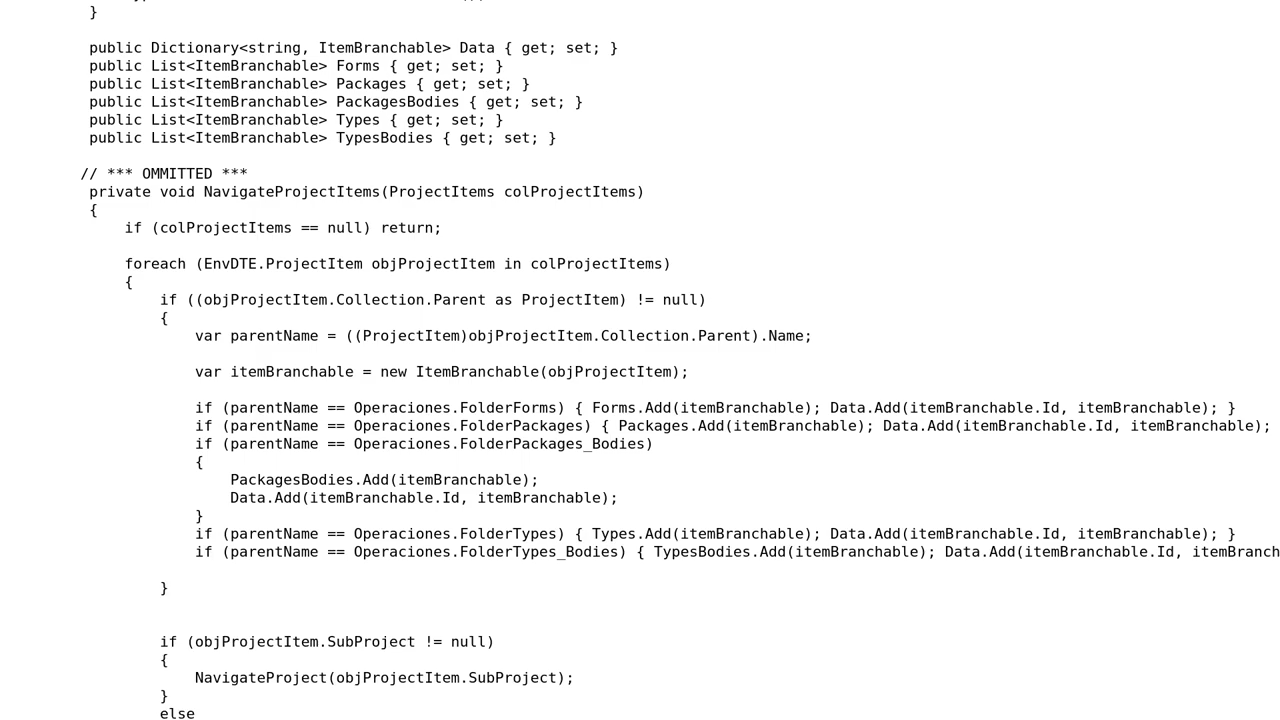 }
public Dictionary<string, ItemBranchable> Data { get; set; }
public List<ItemBranchable> Forms { get; set; }
public List<ItemBranchable> Packages { get; set; }
public List<ItemBranchable> PackagesBodies { get; set; }
public List<ItemBranchable> Types { get; set; }
public List<ItemBranchable> TypesBodies { get; set; }
// *** OMMITTED ***
private void NavigateProjectItems(ProjectItems colProjectItems)
{
if (colProjectItems == null) return;
foreach (EnvDTE.ProjectItem objProjectItem in colProjectItems)
{
if ((objProjectItem.Collection.Parent as ProjectItem) != null)
{
var parentName = ((ProjectItem)objProjectItem.Collection.Parent).Name;
var itemBranchable = new ItemBranchable(objProjectItem);
if (parentName == Operaciones.FolderForms) { Forms.Add(itemBranchable); Data.Add(itemBranchable.Id, itemBranchable); }
if (parentName == Operaciones.FolderPackages) { Packages.Add(itemBranchable); Data.Add(itemBranchable.Id, itemBranchable);
if (parentName == Operaciones.FolderPackages_Bodies)
{
PackagesBodies.Add(itemBranchable);
Data.Add(itemBranchable.Id, itemBranchable);
}
if (parentName == Operaciones.FolderTypes) { Types.Add(itemBranchable); Data.Add(itemBranchable.Id, itemBranchable); }
if (parentName == Operaciones.FolderTypes_Bodies) { TypesBodies.Add(itemBranchable); Data.Add(itemBranchable.Id, itemBranch
}
if (objProjectItem.SubProject != null)
{
NavigateProject(objProjectItem.SubProject);
}
else